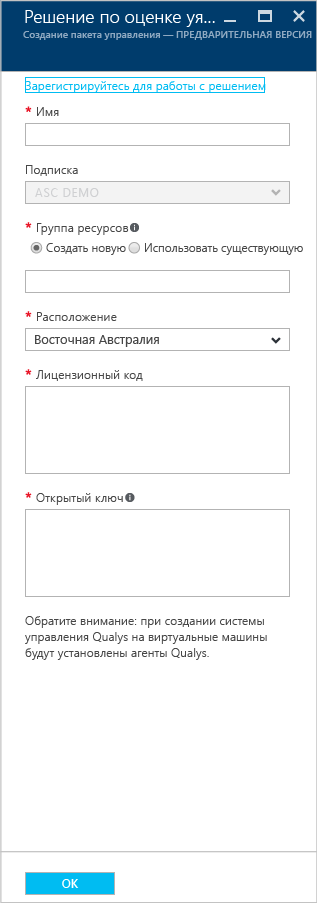 Решение по оценке уя...
Создание пакета управления — ПРЕДВАРИТЕЛЬНАЯ ВЕРСИЯ
Зарегистрируйтесь для работы с решением
* Имя
Подписка
ASC DEMO
* Группа ресурсов
Создать новую Использовать существующую
* Расположение
Восточная Австралия
* Лицензионный код
* Открытый ключ
Обратите внимание: при создании системы
управления Qualys на виртуальные машины
будут установлены агенты Qualys.
OK